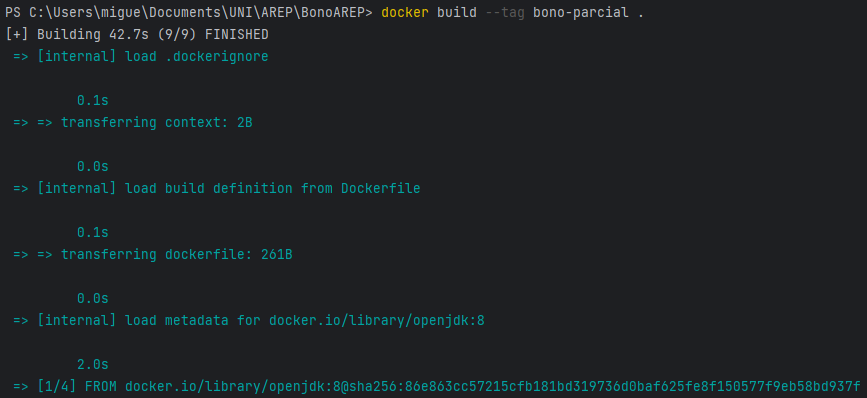 PS C:\Users\migue\Documents\UNI\AREP\BonoAREP> docker build --tag bono-parcial .
[+] Building 42.7s (9/9) FINISHED
=> [internal] load .dockerignore
0.1s
=> => transferring context: 2B
0.0s
=> [internal] load build definition from Dockerfile
0.1s
=> => transferring dockerfile: 261B
0.0s
=> [internal] load metadata for docker.io/library/openjdk:8
2.0s
=> [1/4] FROM docker.io/library/openjdk:8@sha256:86e863cc57215cfb181bd319736d0baf625fe8f150577f9eb58bd937f